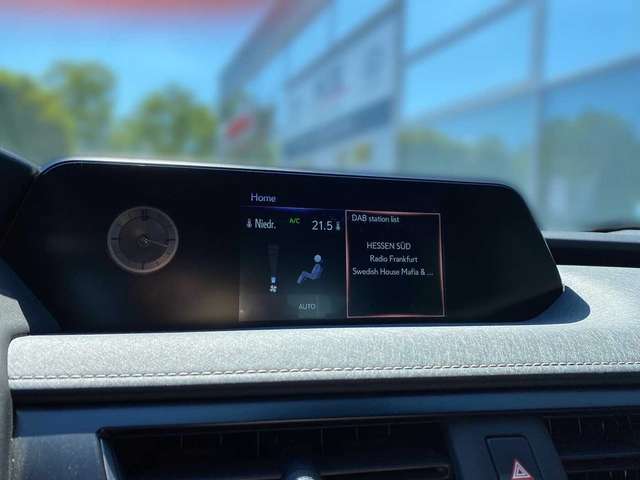 Home
Niedr. A/C 21.5
AUTO
DAB station list
HESSEN SÜD
Radio Frankfurt
Swedish House Mafia & ...